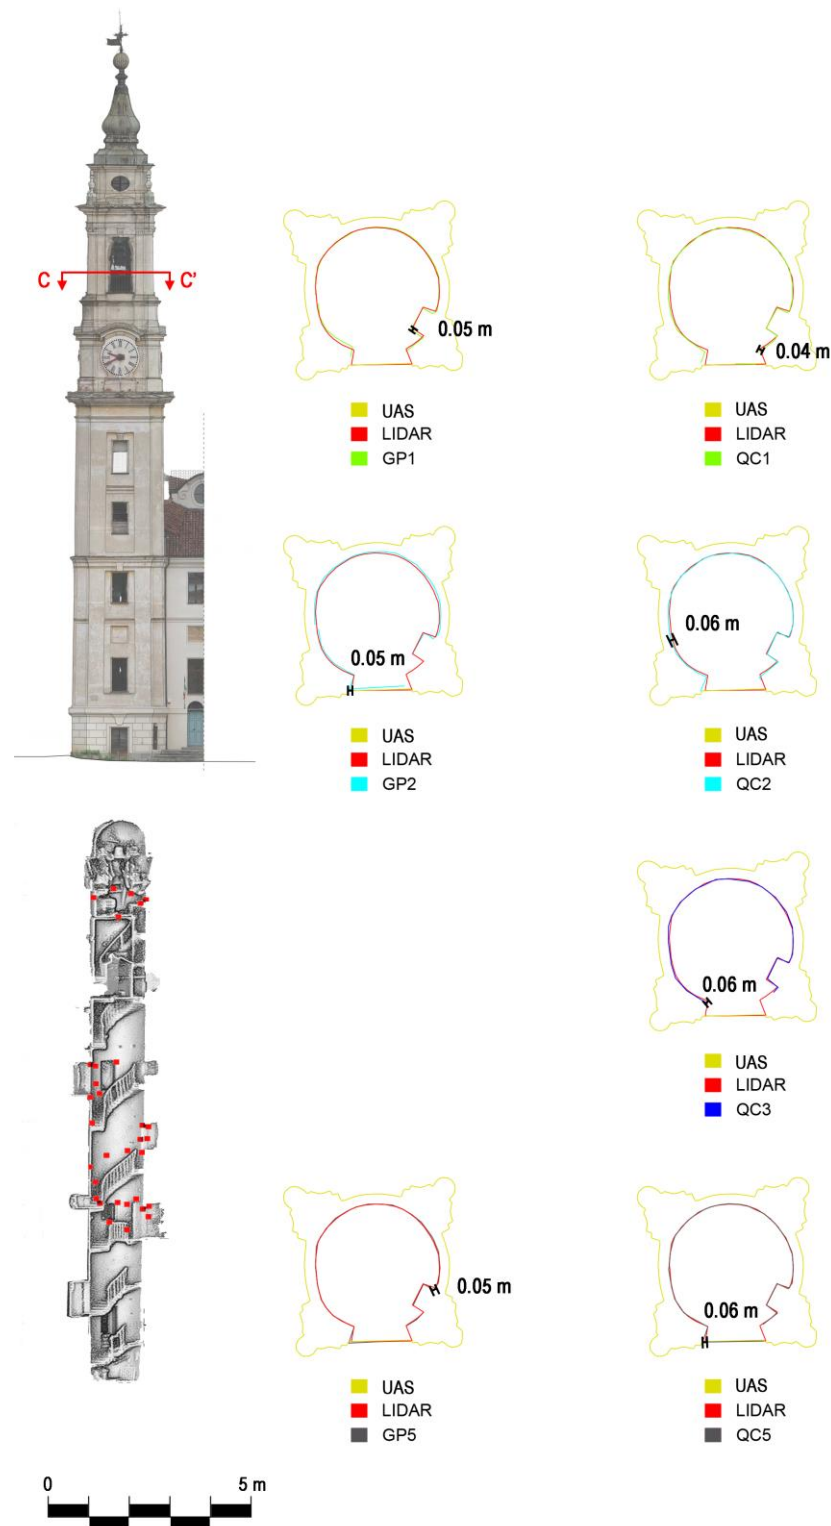 C C'
0.05 m
UAS
LIDAR
GP1
0.04 m
UAS
LIDAR
QC1
0.05 m
UAS
LIDAR
GP2
0.06 m
UAS
LIDAR
QC2
0.06 m
UAS
LIDAR
QC3
0.05 m
UAS
LIDAR
GP5
0.06 m
UAS
LIDAR
QC5
0 5 m